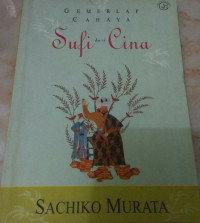 GEMERLAP
CAHAYA
Sufi dari Cina
SACHIKO MURATA